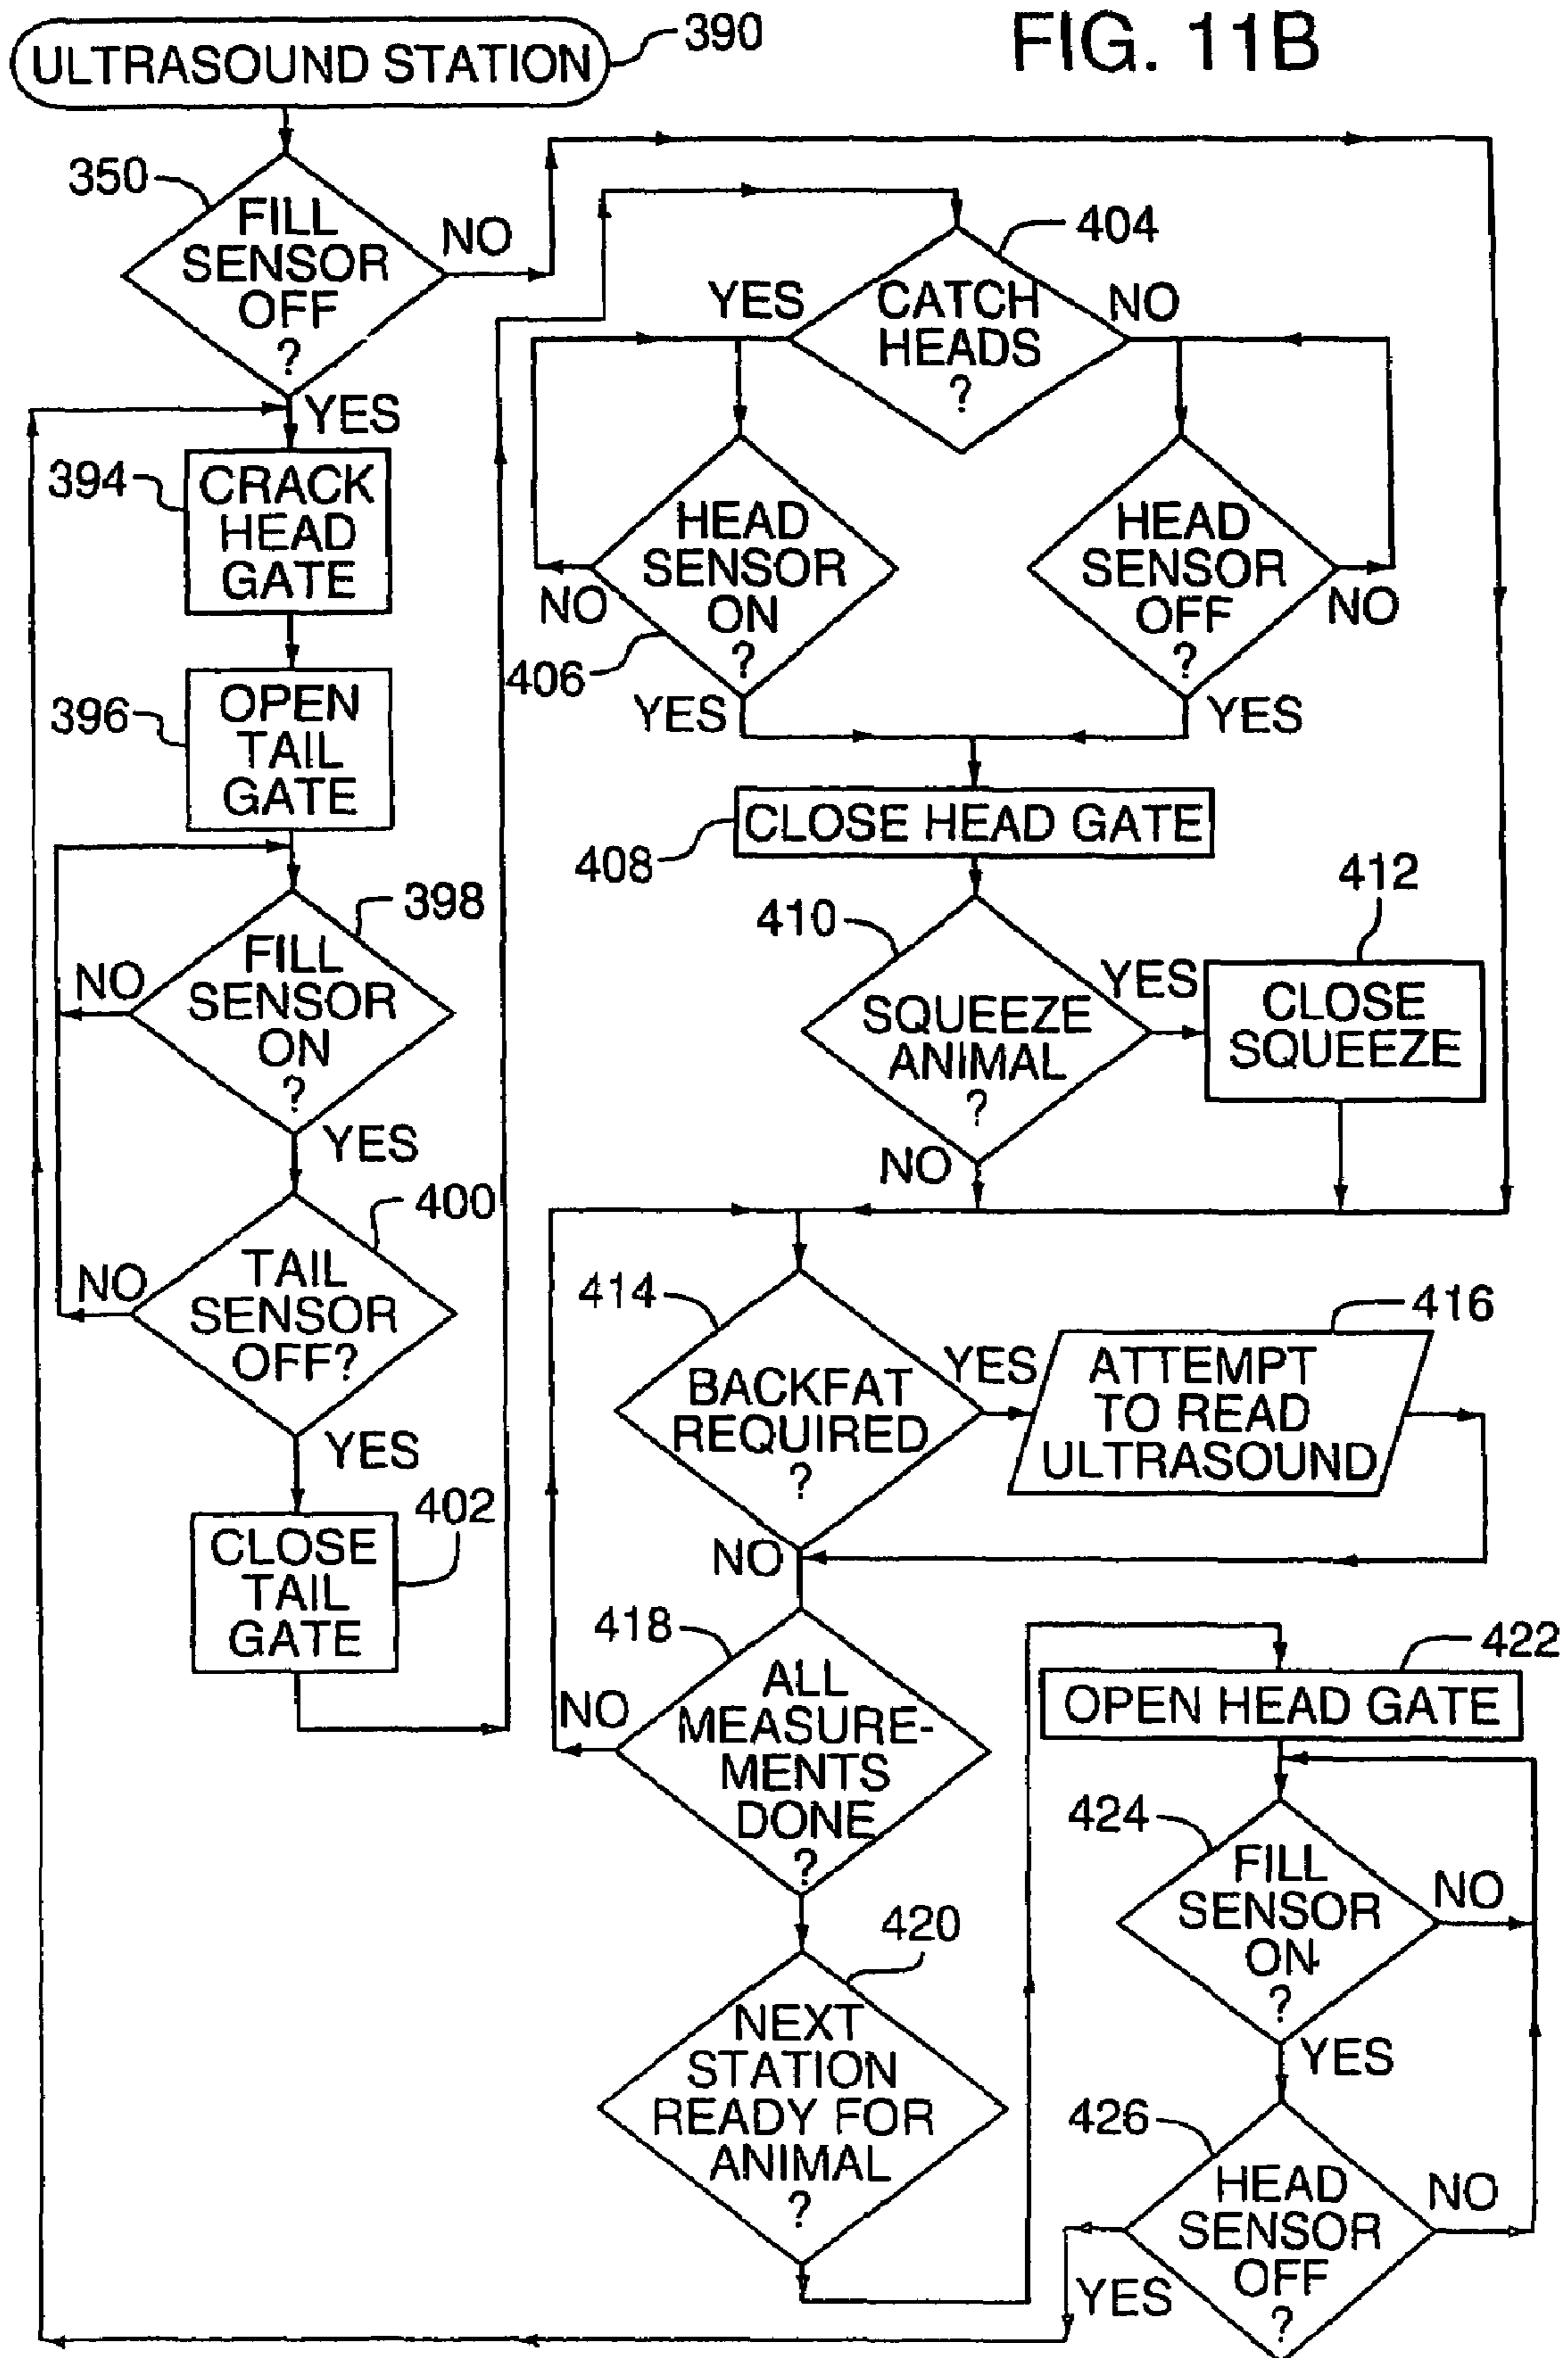 FIG. 11B
ULTRASOUND STATION
390
350
FILL
SENSOR
OFF
?
NO
YES
394
CRACK
HEAD
GATE
396
OPEN
TAIL
GATE
398
FILL
SENSOR
ON
?
NO
YES
400
TAIL
SENSOR
OFF?
NO
YES
402
CLOSE
TAIL
GATE
404
CATCH
HEADS
?
YES
NO
HEAD
SENSOR
ON
?
NO
406
YES
HEAD
SENSOR
OFF
?
NO
YES
CLOSE HEAD GATE
408
410
SQUEEZE
ANIMAL
?
YES
NO
412
CLOSE
SQUEEZE
414
BACKFAT
REQUIRED
?
YES
NO
416
ATTEMPT
TO READ
ULTRASOUND
418
ALL
MEASURE-
MENTS
DONE
?
NO
420
NEXT
STATION
READY FOR
ANIMAL
?
422
OPEN HEAD GATE
424
FILL
SENSOR
ON
?
NO
YES
426
HEAD
SENSOR
OFF
?
NO
YES